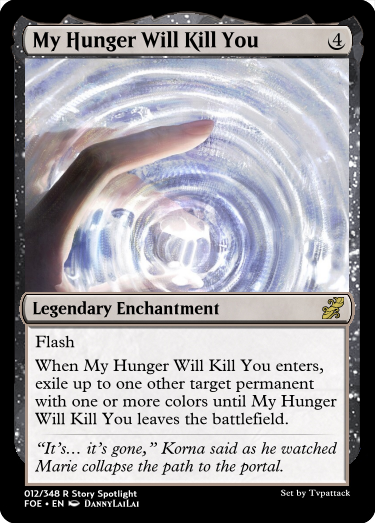 My Hunger Will Kill You 4
Legendary Enchantment
Flash
When My Hunger Will Kill You enters,
exile up to one other target permanent
with one or more colors until My Hunger
Will Kill You leaves the battlefield.
“It’s… it’s gone,” Korna said as he watched
Marie collapse the path to the portal.
012/348 R Story Spotlight
FOE • EN DannyLaiLai
Set by Tvpattack